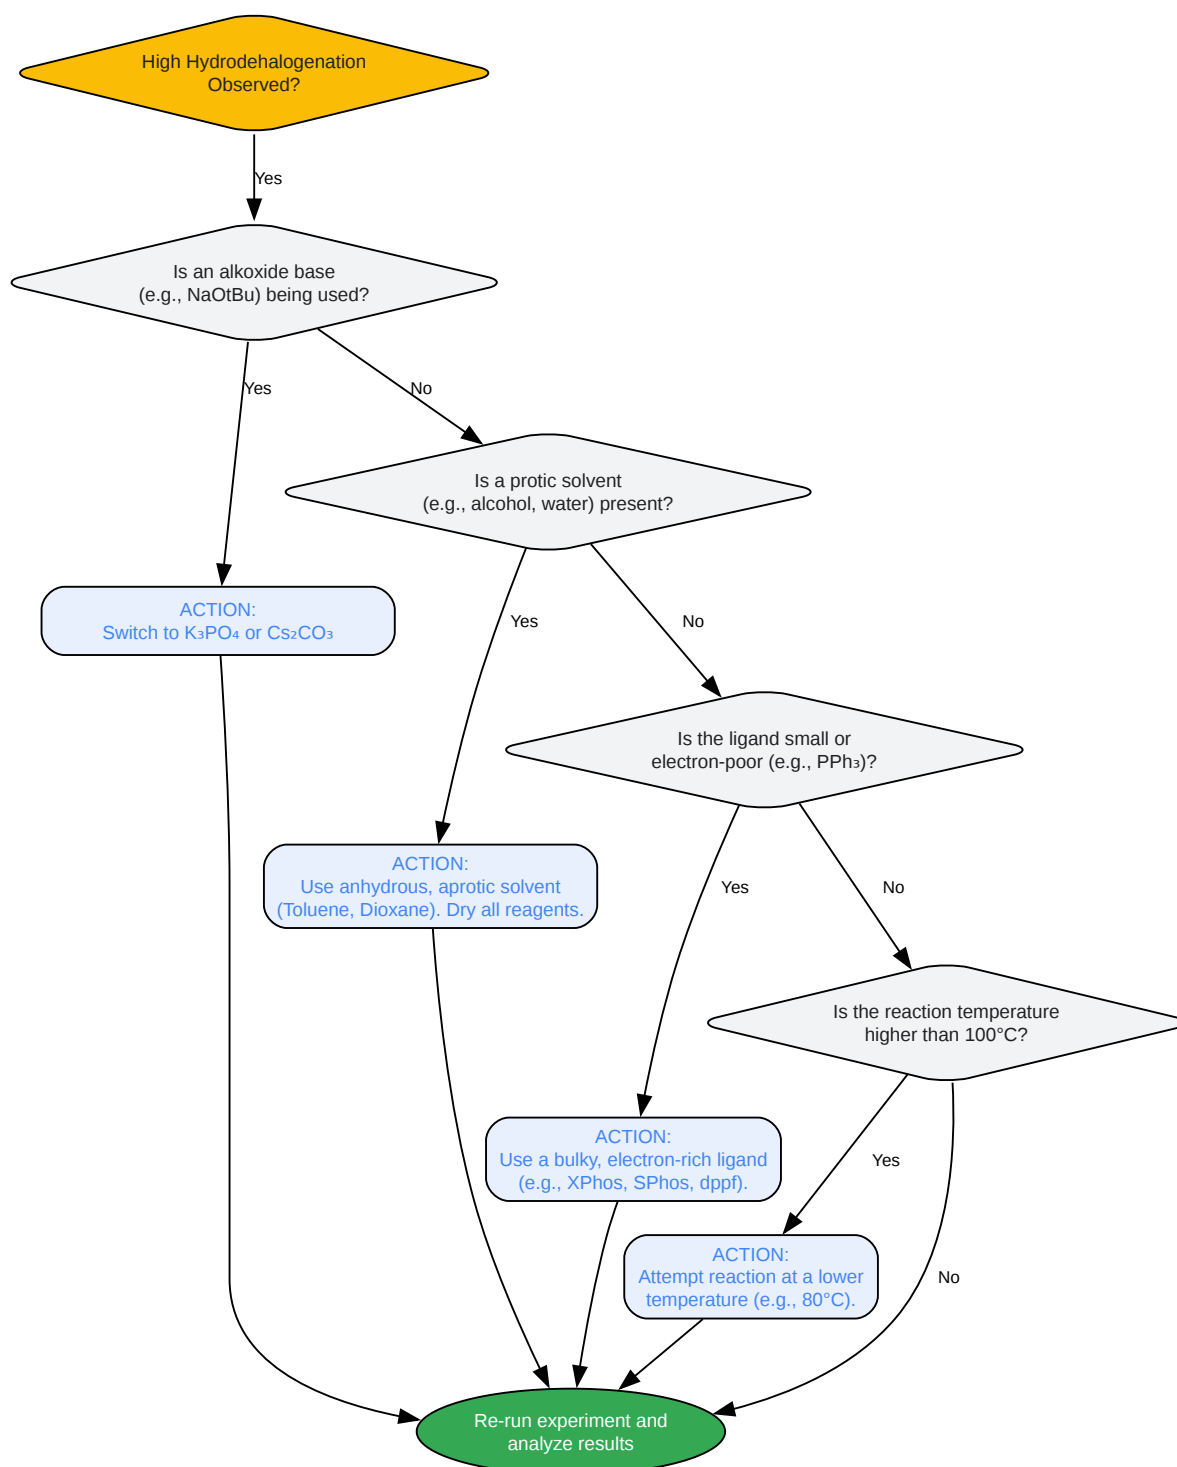 High Hydrodehalogenation
Observed?
Yes
Is an alkoxide base
(e.g., NaOtBu) being used?
Yes
No
Is a protic solvent
(e.g., alcohol, water) present?
ACTION:
Switch to K₃PO₄ or Cs₂CO₃
Yes
No
Is the ligand small or
electron-poor (e.g., PPh₃)?
ACTION:
Use anhydrous, aprotic solvent
(Toluene, Dioxane). Dry all reagents.
Yes
No
Is the reaction temperature
higher than 100°C?
ACTION:
Use a bulky, electron-rich ligand
(e.g., XPhos, SPhos, dppf).
Yes
ACTION:
Attempt reaction at a lower
temperature (e.g., 80°C).
No
Re-run experiment and
analyze results